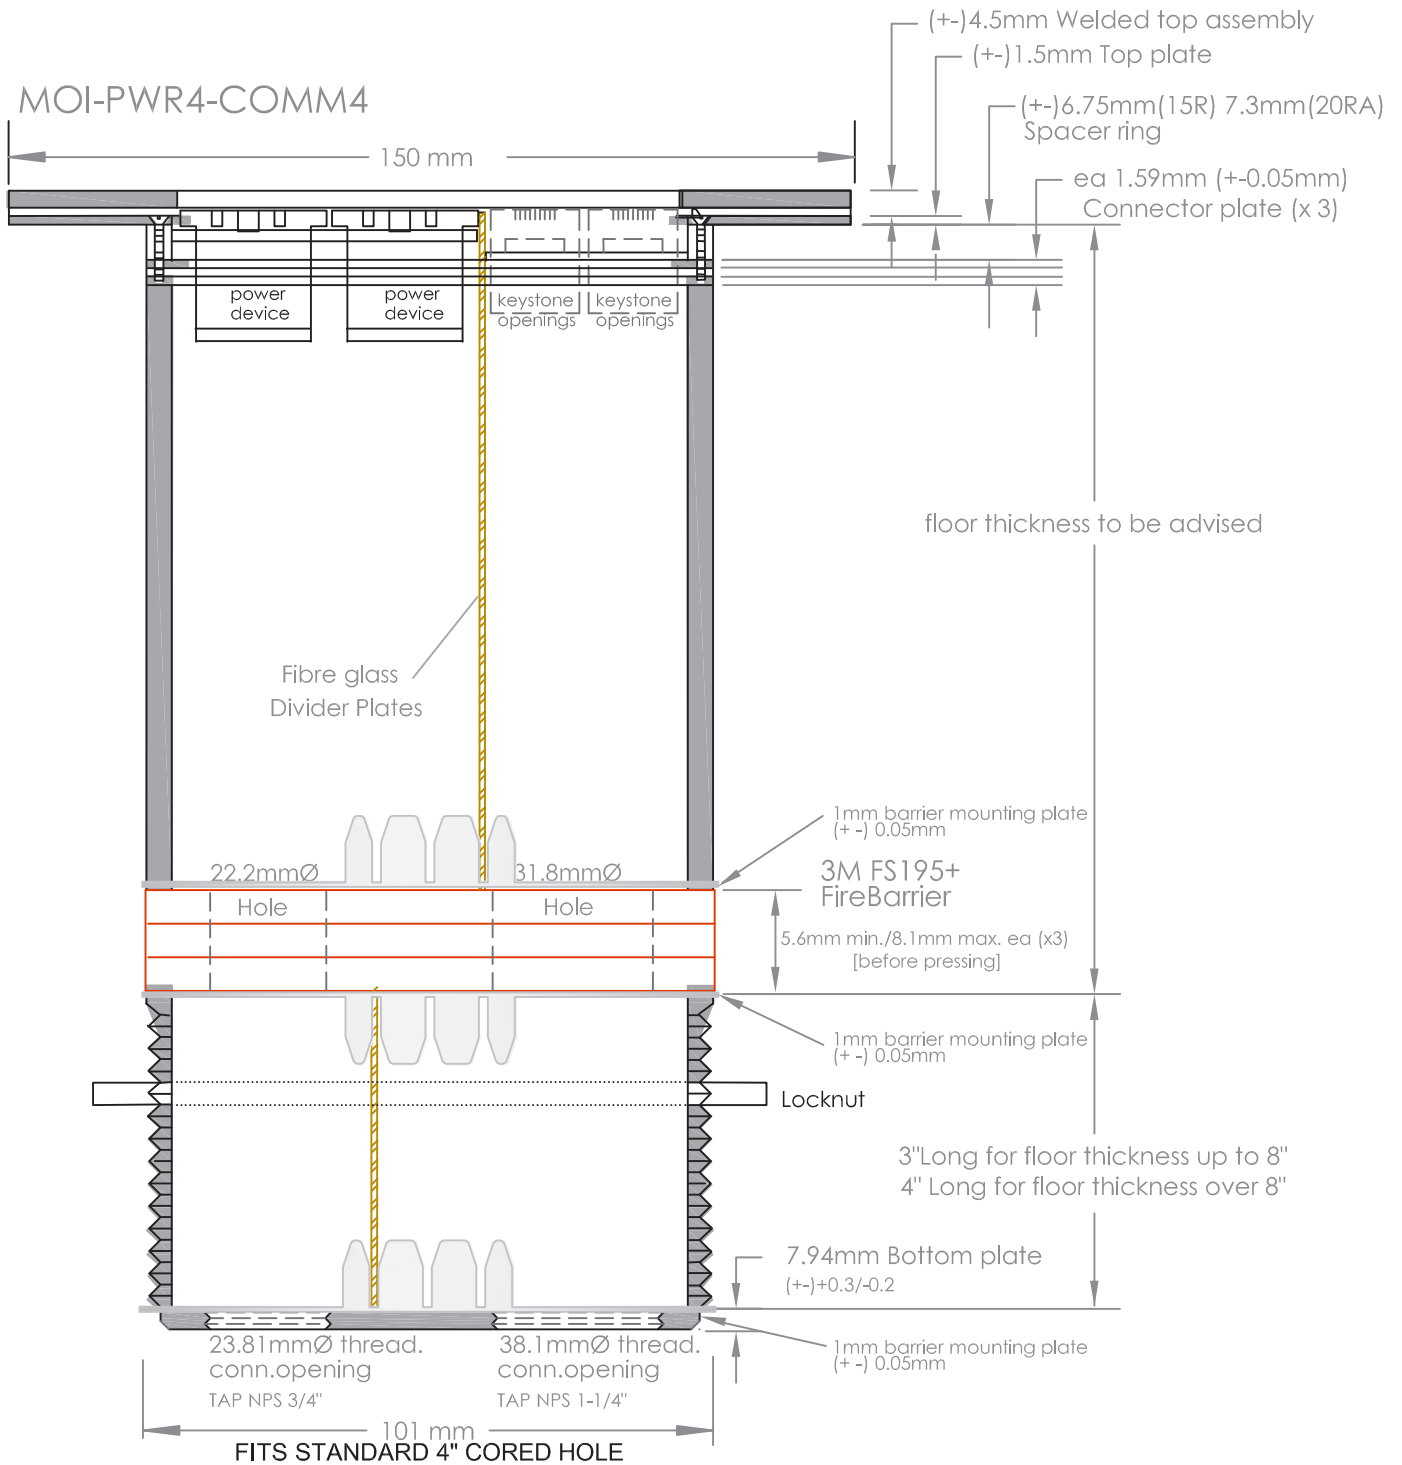 (+-)4.5mm Welded top assembly
(+-)1.5mm Top plate
MOI-PWR4-COMM4
(+-)6.75mm(15R) 7.3mm(20RA)
Spacer ring
150 mm
ea 1.59mm (+-0.05mm)
Connector plate (x 3)
power
device
power
device
keystone
openings
keystone
openings
floor thickness to be advised
Fibre glass
Divider Plates
1mm barrier mounting plate
(+ -) 0.05mm
22.2mmØ
Hole
31.8mmØ
Hole
3M FS195+
FireBarrier
5.6mm min./8.1mm max. ea (x3)
[before pressing]
1mm barrier mounting plate
(+ -) 0.05mm
Locknut
3"Long for floor thickness up to 8"
4" Long for floor thickness over 8"
7.94mm Bottom plate
(+-)+0.3/-0.2
23.81mmØ thread.
conn.opening
TAP NPS 3/4"
38.1mmØ thread.
conn.opening
TAP NPS 1-1/4"
1mm barrier mounting plate
(+ -) 0.05mm
101 mm
FITS STANDARD 4" CORED HOLE